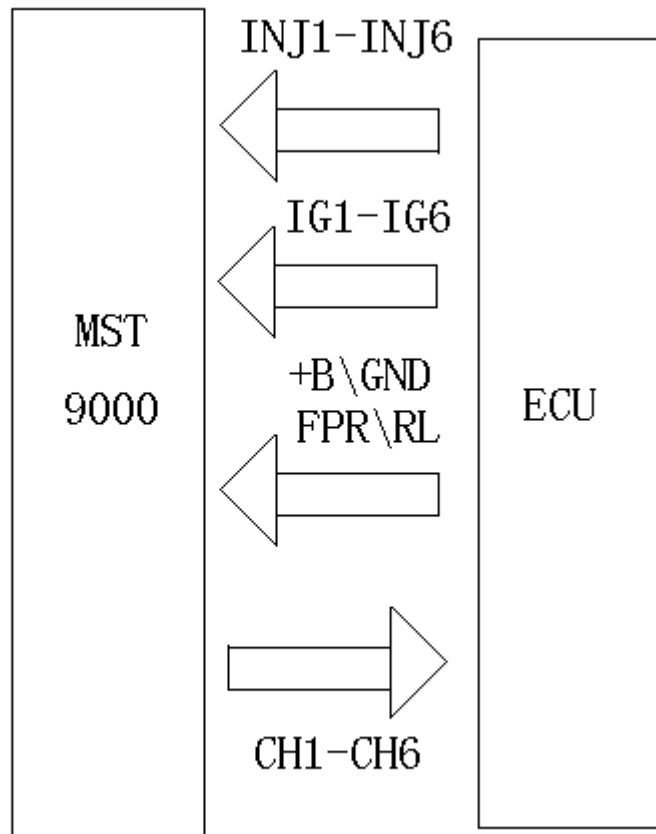 INJ1-INJ6
IG1-IG6
MST
9000
+B\GND
FPR\RL
ECU
CH1-CH6